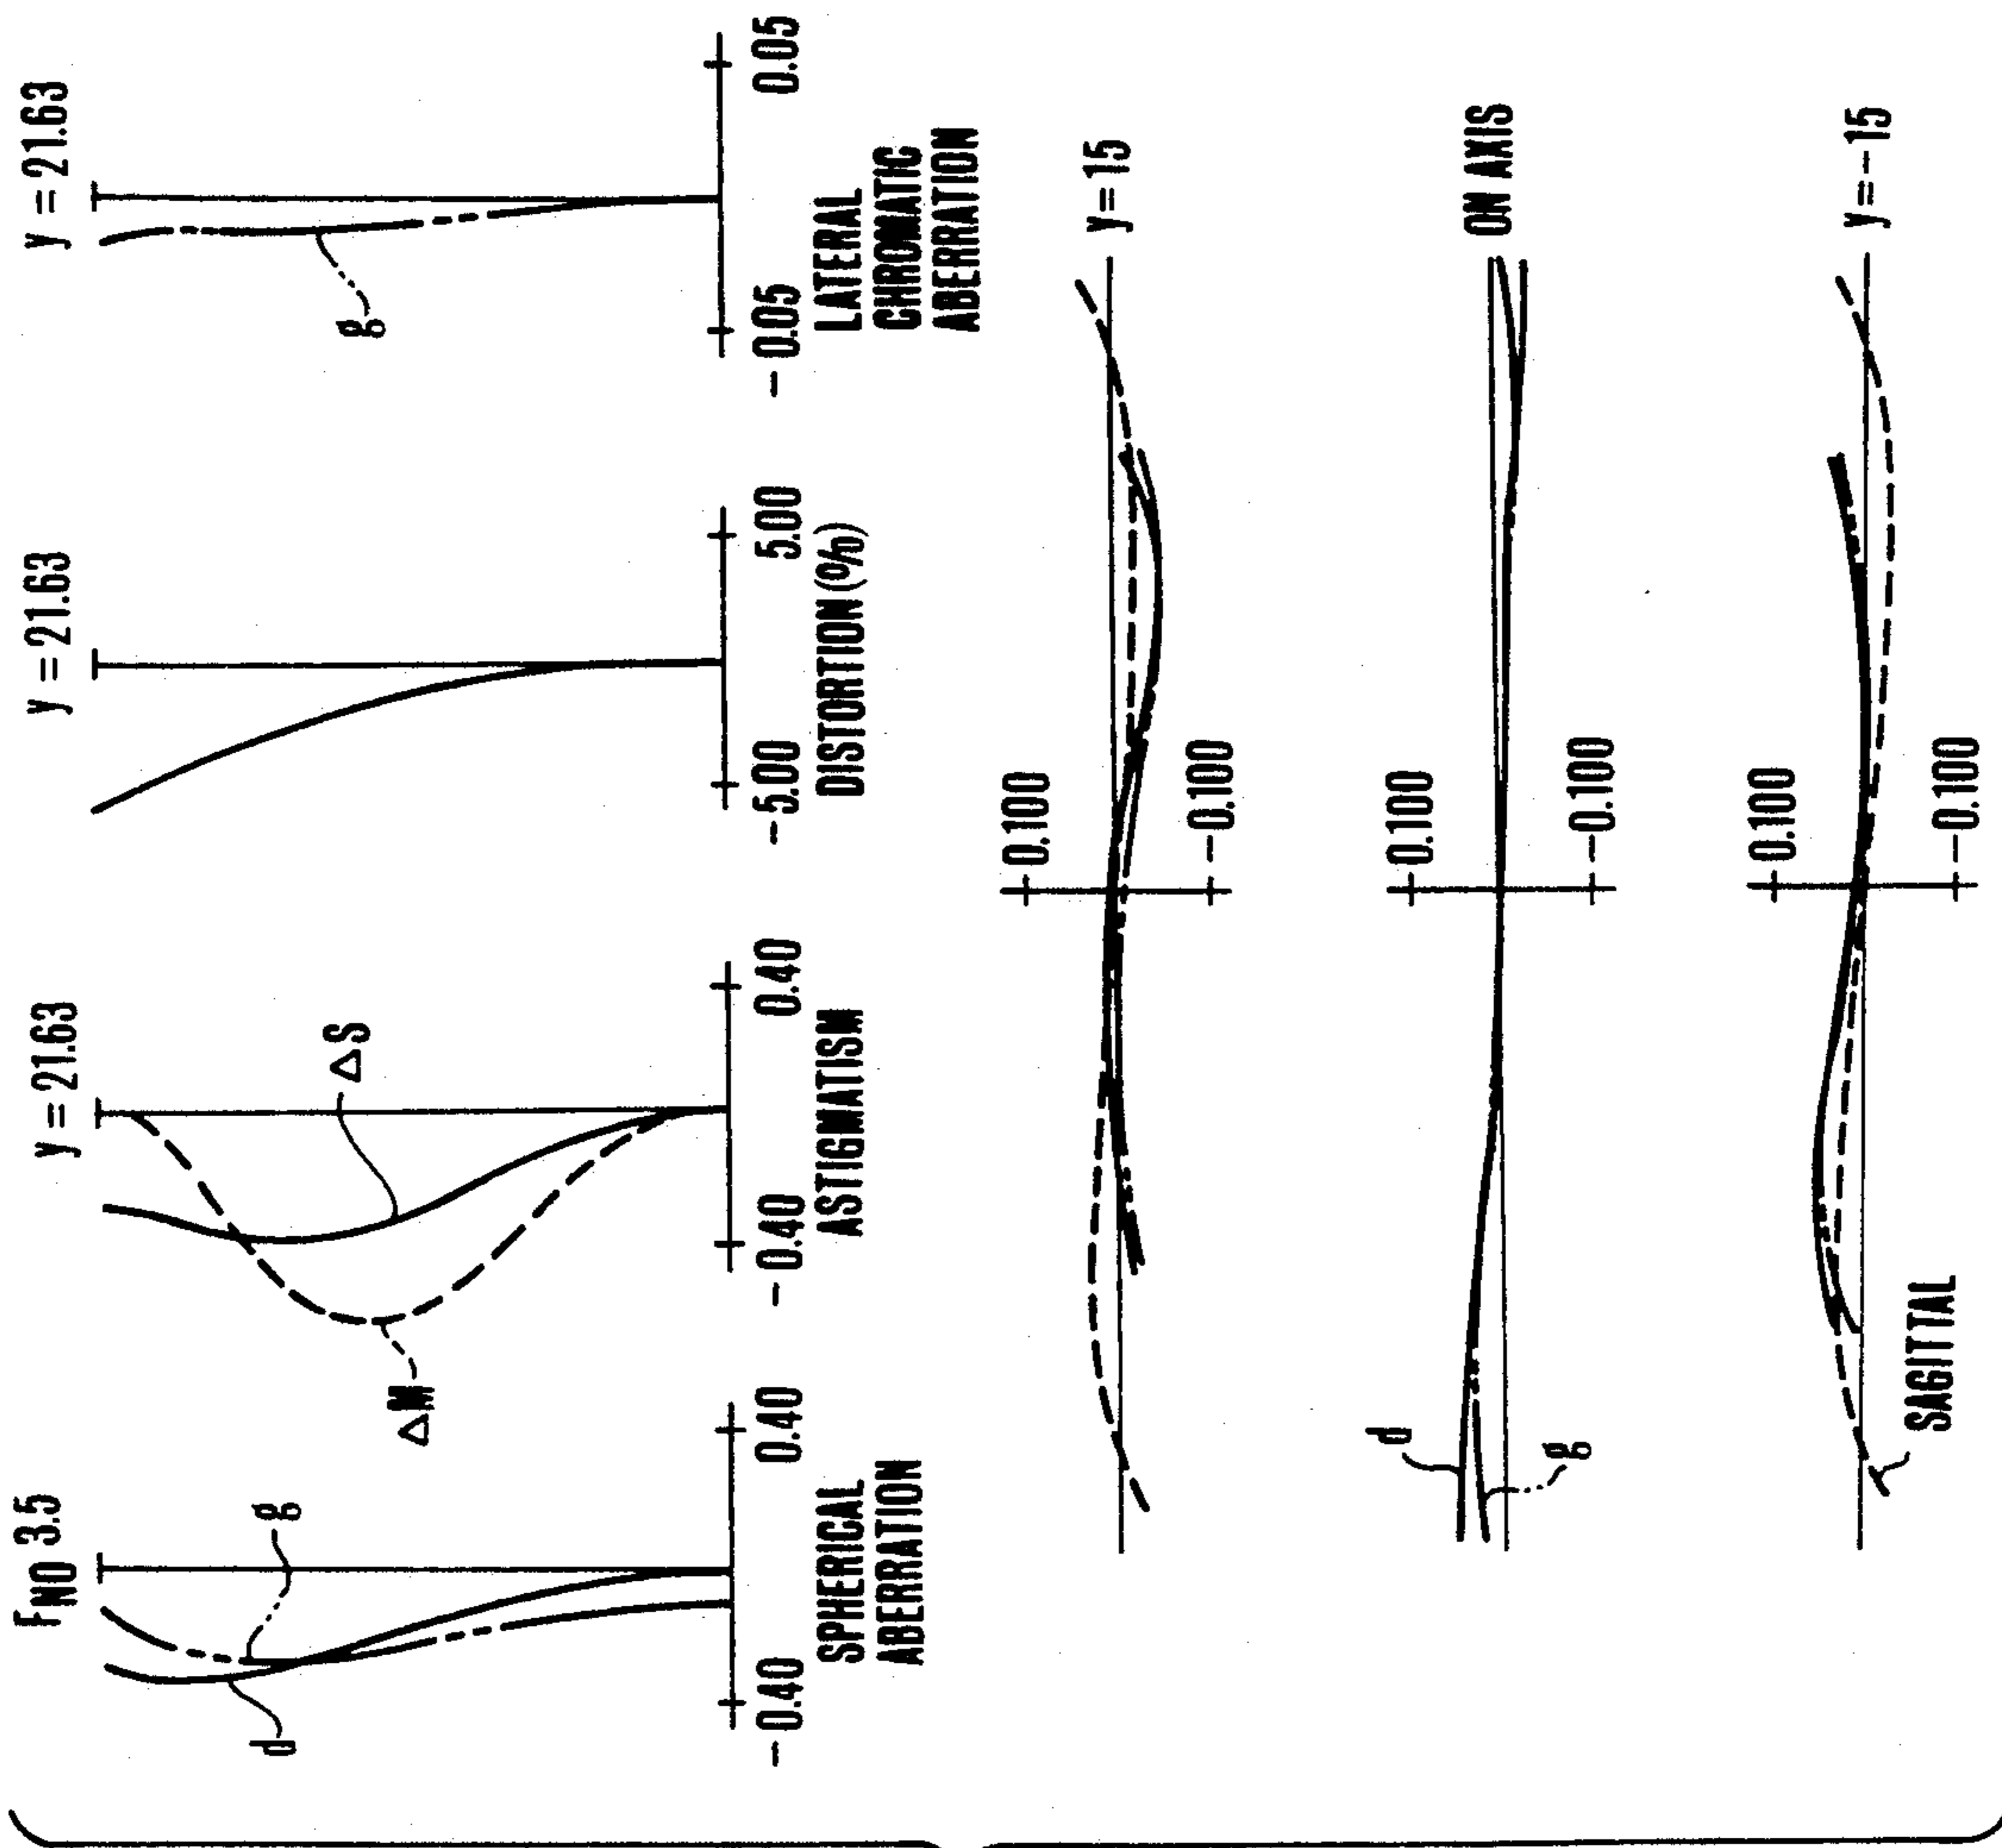 FNO 3.5
d
g
- 0.40
0.40
SPHERICAL
ABERRATION
y = 21.63
ΔM
ΔS
- 0.40
0.40
ASTIGMATISM
y = 21.63
-5.00
5.00
DISTORTION (%)
y = 21.63
g
- 0.05
0.05
LATERAL
CHROMATIC
ABERRATION
0.100
y=15
-0.100
0.100
ON AXIS
-0.100
d
g
0.100
y=-15
-0.100
SAGITTAL